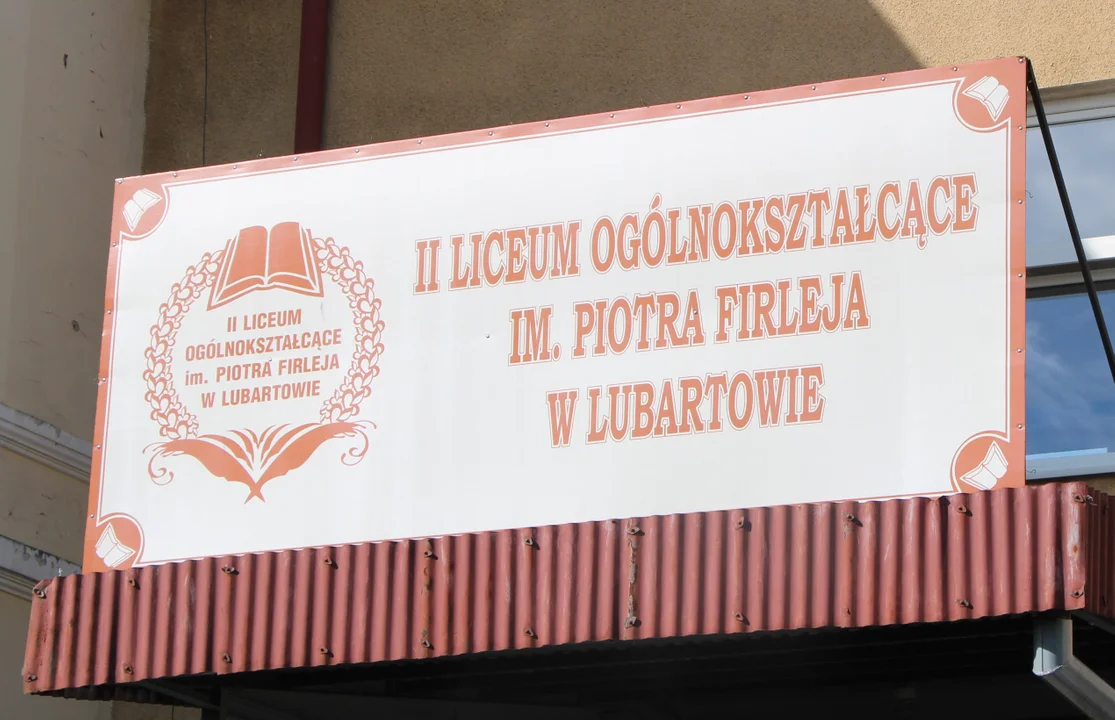 II LICEUM
OGÓLNOKSZTAŁCĄCE
im. PIOTRA FIRLEJA
W LUBARTOWIE
II LICEUM OGÓLNOKSZTAŁCĄCE
IM. PIOTRA FIRLEJA
W LUBARTOWIE